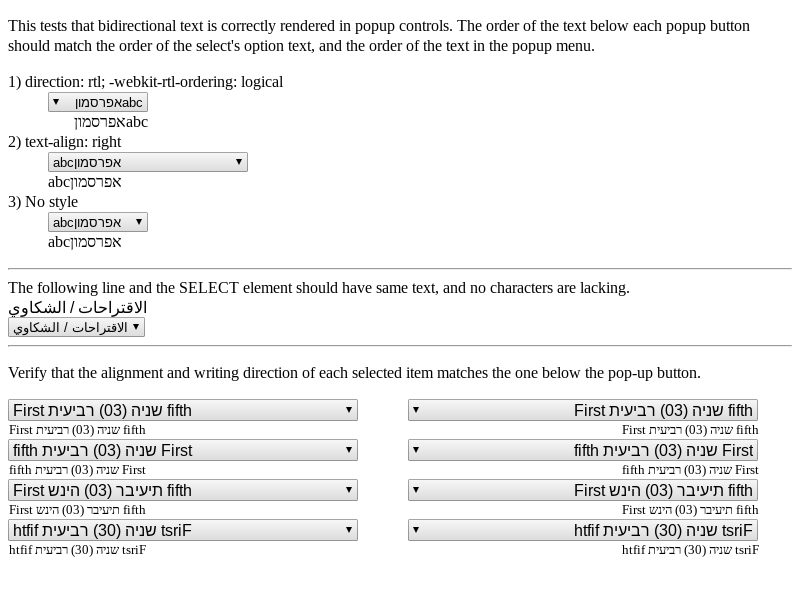 This tests that bidirectional text is correctly rendered in popup controls. The order of the text below each popup button
should match the order of the select's option text, and the order of the text in the popup menu.
1) direction: rtl; -webkit-rtl-ordering: logical
abcאפרסמון
abcאפרסמון
2) text-align: right
abcאפרסמון
abcאפרסמון
3) No style
abcאפרסמון
abcאפרסמון
The following line and the SELECT element should have same text, and no characters are lacking.
الاقتراحات / الشكاوي
الاقتراحات / الشكاوي
Verify that the alignment and writing direction of each selected item matches the one below the pop-up button.
First שניה (03) רביעית fifth
First שניה (03) רביעית fifth
First שניה (03) רביעית fifth
First שניה (03) רביעית fifth
fifth שניה (03) רביעית First
fifth שניה (03) רביעית First
fifth שניה (03) רביעית First
fifth שניה (03) רביעית First
First תיעיבר (03) הינש fifth
First תיעיבר (03) הינש fifth
First תיעיבר (03) הינש fifth
First תיעיבר (03) הינש fifth
htfif שניה (30) רביעית tsriF
htfif שניה (30) רביעית tsriF
htfif שניה (30) רביעית tsriF
htfif שניה (30) רביעית tsriF